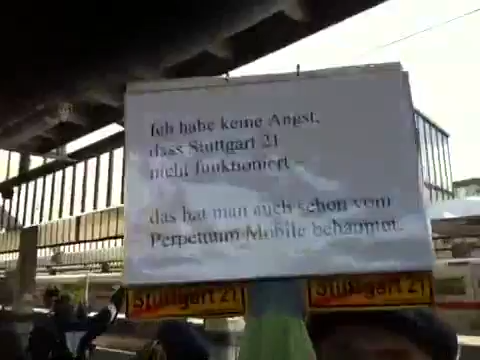 Ich habe keine Angst,
dass Stuttgart 21
nicht funktioniert –
das hat man auch schon vom
Perpetuum Mobile behauptet.
Stuttgart 21
Stuttgart 21